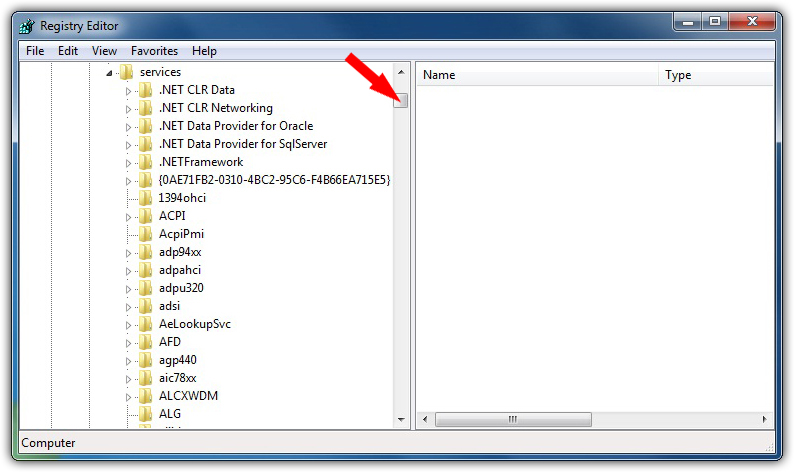 Registry Editor
File Edit View Favorites Help
services
Name Type
.NET CLR Data
.NET CLR Networking
.NET Data Provider for Oracle
.NET Data Provider for SqlServer
.NETFramework
{0AE71FB2-0310-4BC2-95C6-F4B66EA715E5}
1394ohci
ACPI
AcpiPmi
adp94xx
adpahci
adpu320
adsi
AeLookupSvc
AFD
agp440
aic78xx
ALCXWDM
ALG
Computer